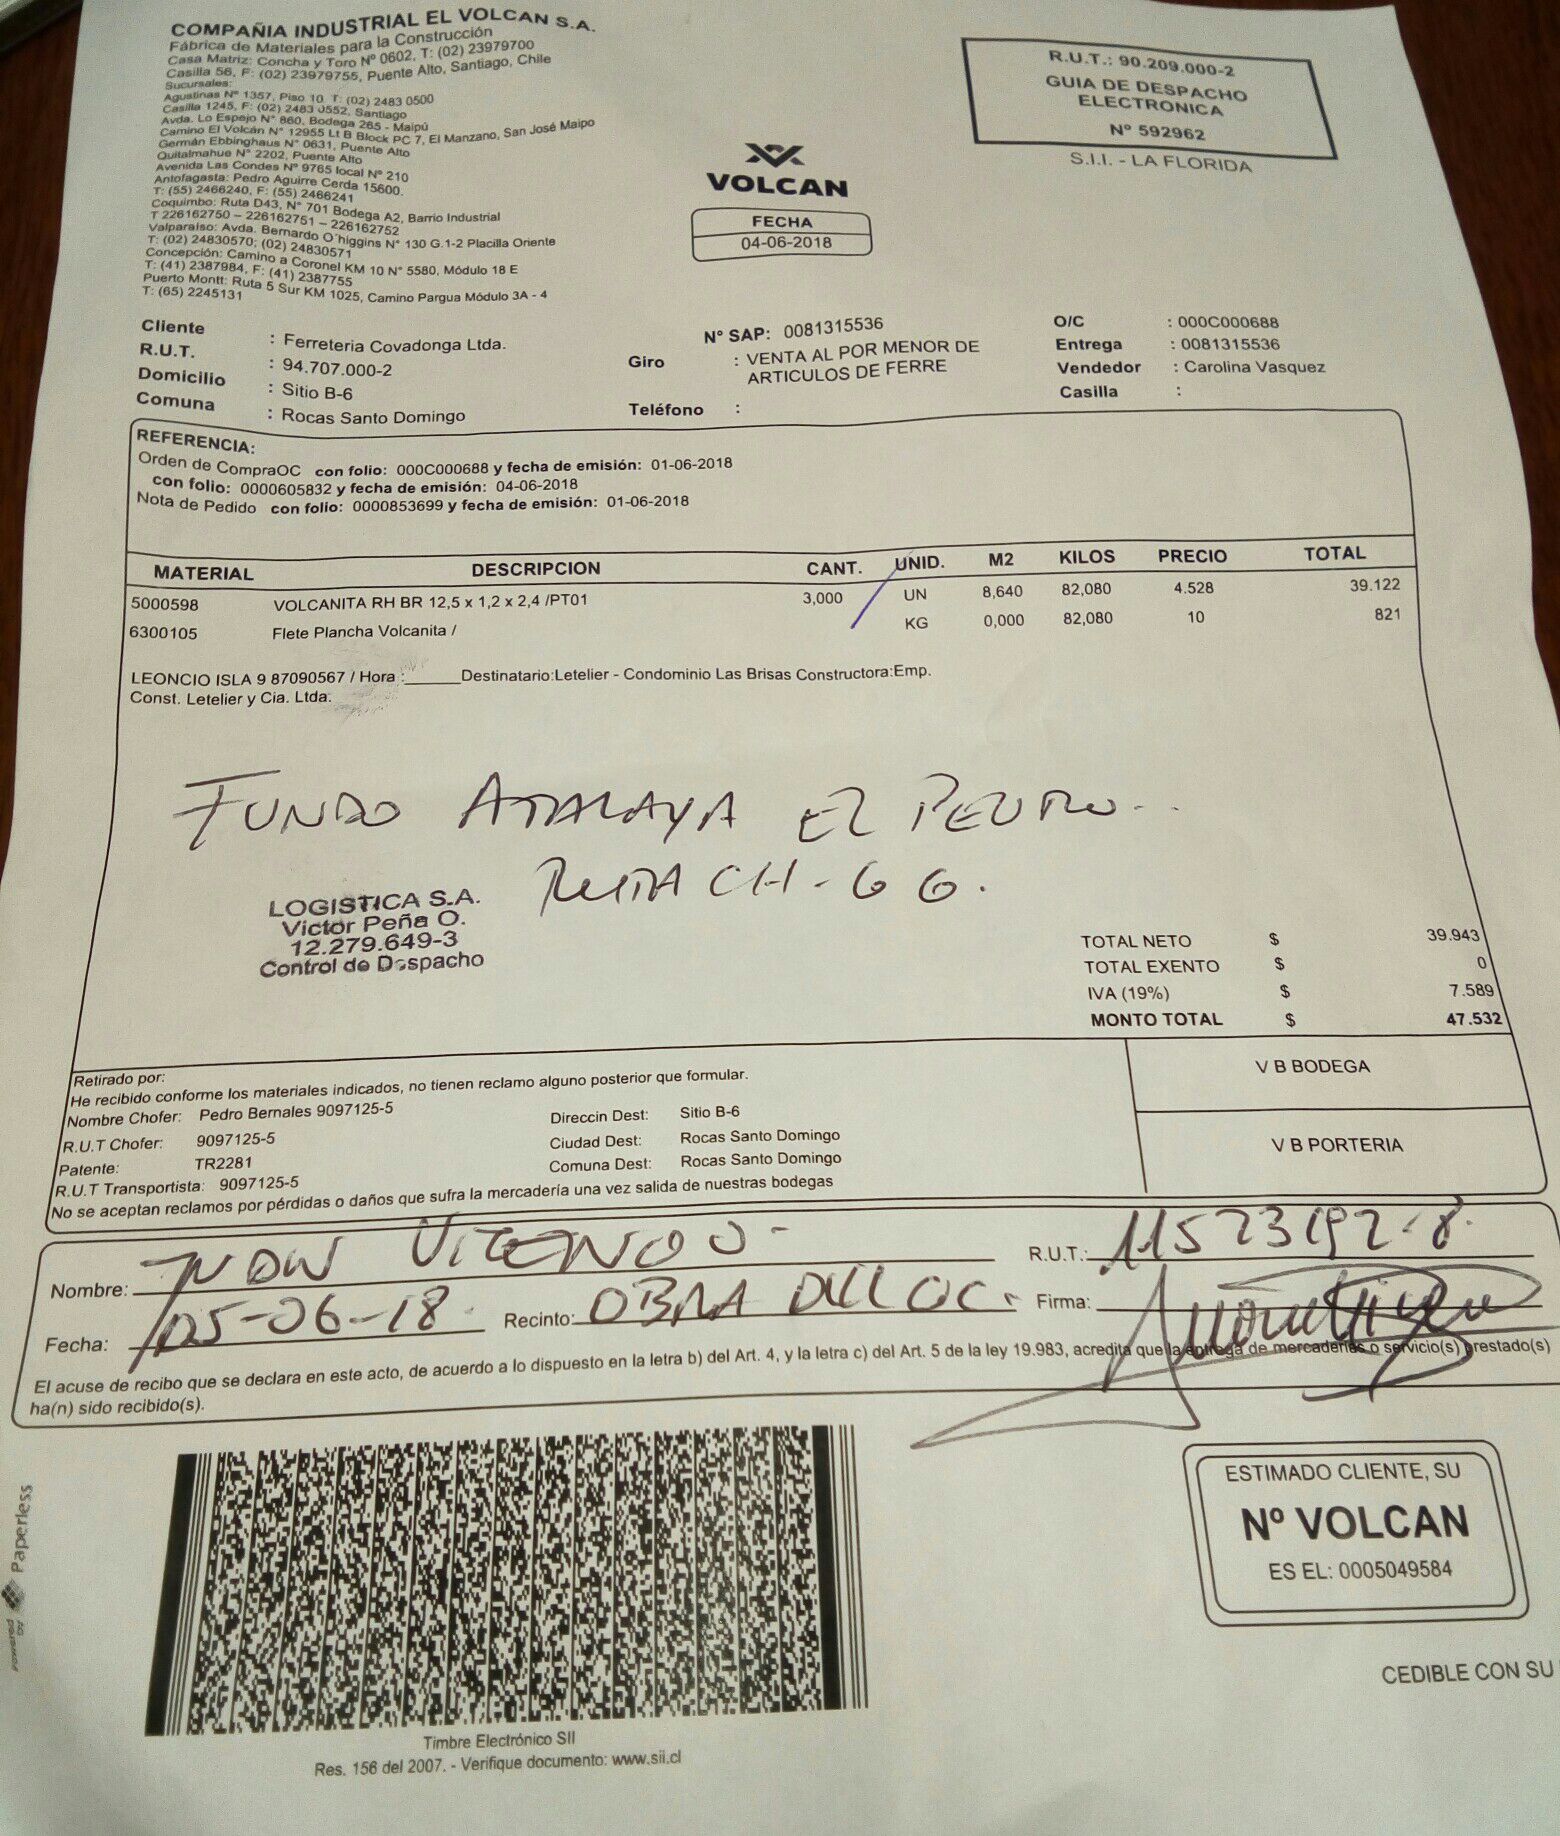 COMPAÑIA INDUSTRIAL EL VOLCAN S.A.
Fábrica de Materiales para la Construcción
Casa Matriz: Concha y Toro Nº 0602, T: (02) 23979700
Casilla 56, F: (02) 23979755, Puente Alto, Santiago, Chile
Sucursales:
Agustinas Nº 1357, Piso 10 T: (02) 2483 0500
Casilla 1245, F: (02) 2483 0552, Santiago
Avda. Lo Espejo N° 860, Bodega 265 - Maipú
Camino El Volcán N° 12955 Lt B Block PC 7, El Manzano, San José Maipo
Germán Ebbinghaus N° 0631, Puente Alto
Quitalmahue N° 2202, Puente Alto
Avenida Las Condes Nº 9765 local Nº 210
Antofagasta: Pedro Aguirre Cerda 15600.
T: (55) 2466240, F: (55) 2466241
Coquimbo: Ruta D43, N° 701 Bodega A2, Barrio Industrial
T 226162750 – 226162751 – 226162752
Valparaiso: Avda. Bernardo O´higgins N° 130 G.1-2 Placilla Oriente
T: (02) 24830570; (02) 24830571
Concepción: Camino a Coronel KM 10 N° 5580, Módulo 18 E
T: (41) 2387984, F: (41) 2387755
Puerto Montt: Ruta 5 Sur KM 1025, Camino Pargua Módulo 3A - 4
T: (65) 2245131
R.U.T.: 90.209.000-2
GUIA DE DESPACHO
ELECTRONICA
Nº 592962
S.I.I. - LA FLORIDA
VOLCAN
FECHA
04-06-2018
Cliente : Ferreteria Covadonga Ltda.
R.U.T. : 94.707.000-2
Domicilio : Sitio B-6
Comuna : Rocas Santo Domingo
N° SAP: 0081315536
Giro : VENTA AL POR MENOR DE
ARTICULOS DE FERRE
Teléfono :
O/C : 000C000688
Entrega : 0081315536
Vendedor : Carolina Vasquez
Casilla :
REFERENCIA:
Orden de CompraOC con folio: 000C000688 y fecha de emisión: 01-06-2018
con folio: 0000605832 y fecha de emisión: 04-06-2018
Nota de Pedido con folio: 0000853699 y fecha de emisión: 01-06-2018
MATERIAL DESCRIPCION CANT. UNID. M2 KILOS PRECIO TOTAL
5000598 VOLCANITA RH BR 12,5 x 1,2 x 2,4 /PT01 3,000 UN 8,640 82,080 4.528 39.122
6300105 Flete Plancha Volcanita / KG 0,000 82,080 10 821
LEONCIO ISLA 9 87090567 / Hora :______Destinatario:Letelier - Condominio Las Brisas Constructora:Emp.
Const. Letelier y Cia. Ltda.
FUNDO ATALAYA EL PEUMO..
RUTA CH-66.
LOGISTICA S.A.
Victor Peña O.
12.279.649-3
Control de Despacho
TOTAL NETO $ 39.943
TOTAL EXENTO $ 0
IVA (19%) $ 7.589
MONTO TOTAL $ 47.532
Retirado por:
He recibido conforme los materiales indicados, no tienen reclamo alguno posterior que formular.
Nombre Chofer: Pedro Bernales 9097125-5 Direccin Dest: Sitio B-6
R.U.T Chofer: 9097125-5 Ciudad Dest: Rocas Santo Domingo
Patente: TR2281 Comuna Dest: Rocas Santo Domingo
R.U.T Transportista: 9097125-5
No se aceptan reclamos por pérdidas o daños que sufra la mercadería una vez salida de nuestras bodegas
V B BODEGA
V B PORTERIA
Nombre: R.U.T.: 11523192-8.
Fecha: 05-06-18. Recinto: OBRA Firma:
El acuse de recibo que se declara en este acto, de acuerdo a lo dispuesto en la letra b) del Art. 4, y la letra c) del Art. 5 de la ley 19.983, acredita que la entrega de mercaderías o servicio(s) prestado(s)
ha(n) sido recibido(s).
Timbre Electrónico SII
Res. 156 del 2007. - Verifique documento: www.sii.cl
ESTIMADO CLIENTE, SU
Nº VOLCAN
ES EL: 0005049584
CEDIBLE CON SU
POWERED BY Paperless